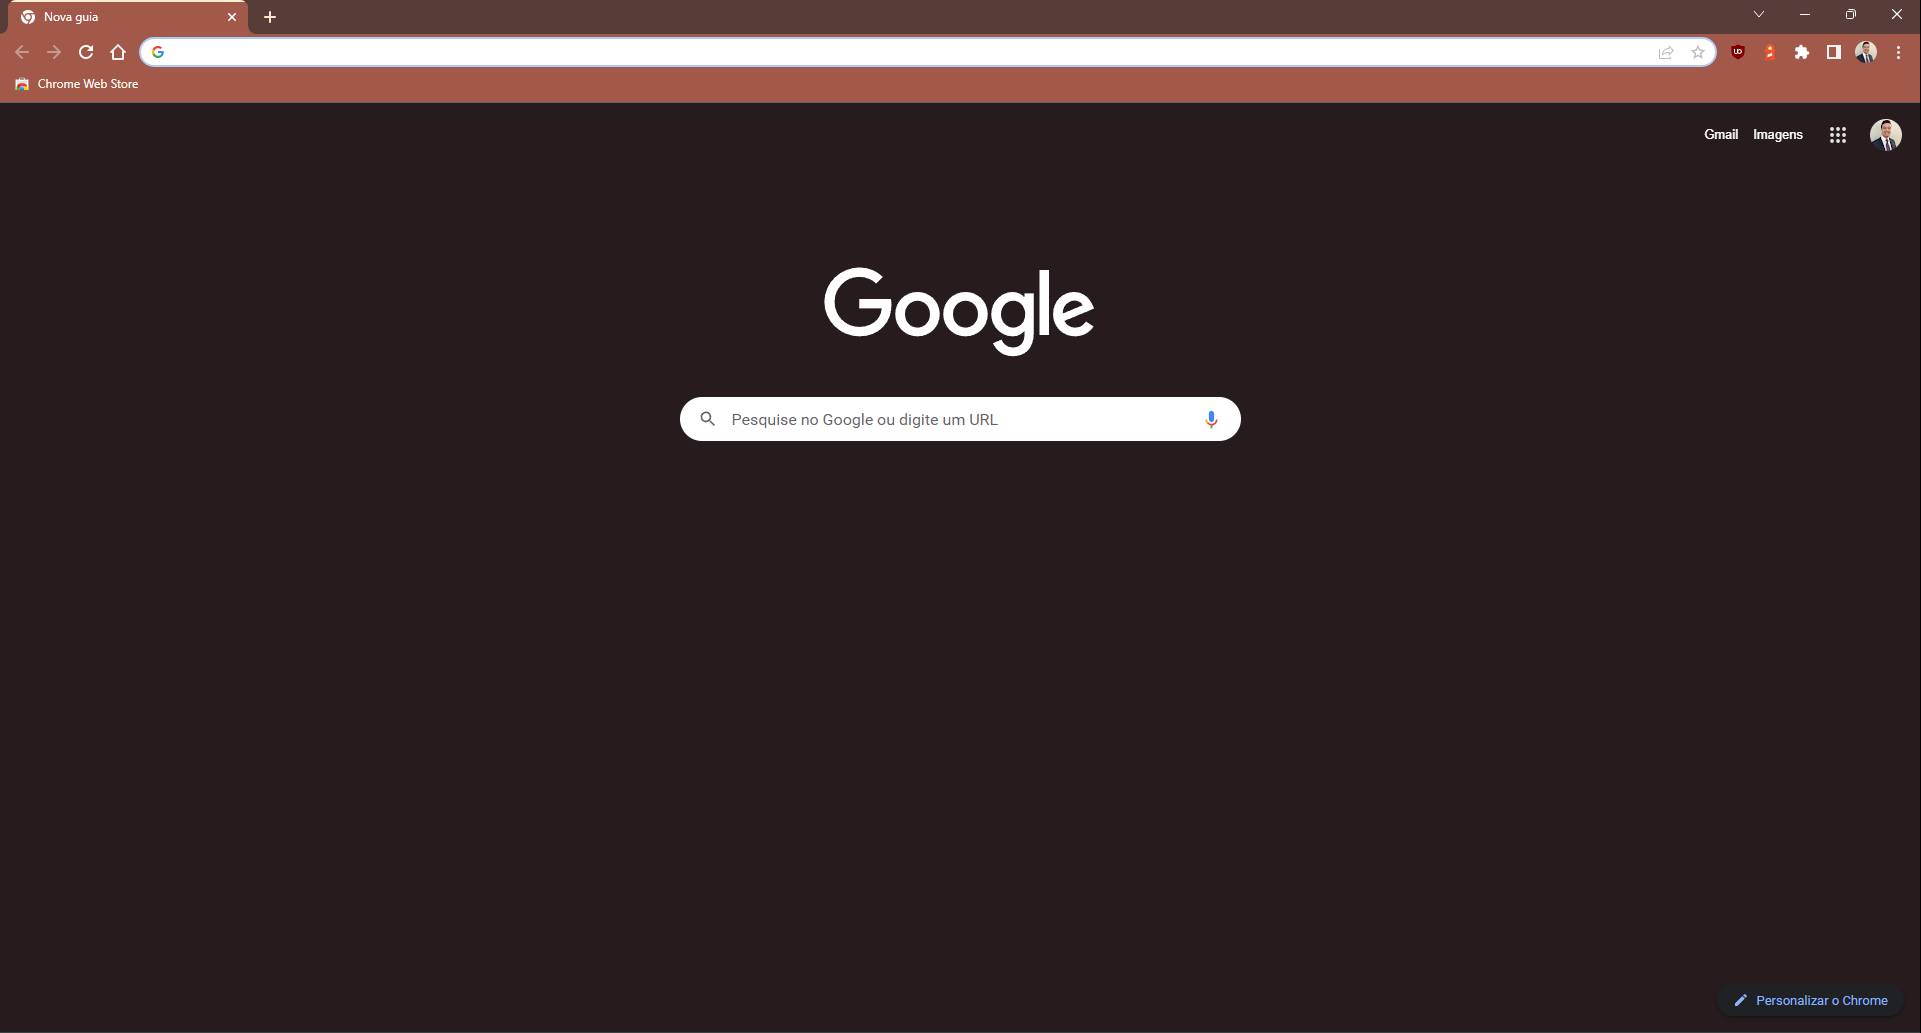 Nova guia
Chrome Web Store
Gmail Imagens
Google
Pesquise no Google ou digite um URL
Personalizar o Chrome